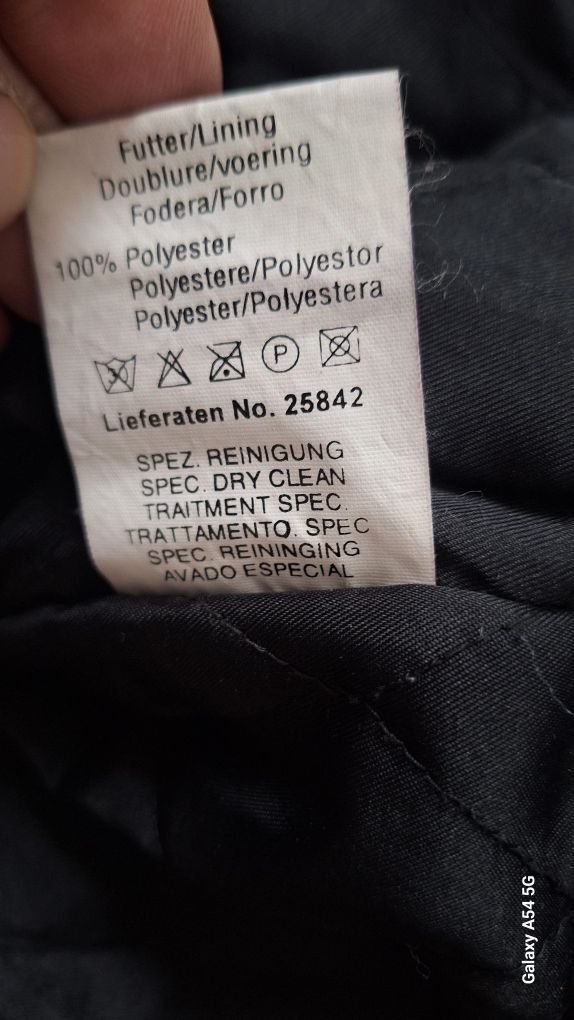 Futter/Lining
Doublure/voering
Fodera/Forro
100% Polyester
Polyestere/Polyestor
Polyester/Polyestera
P
Lieferaten No. 25842
SPEZ. REINIGUNG
SPEC. DRY CLEAN
TRAITMENT SPEC.
TRATTAMENTO. SPEC
SPEC. REININGING
AVADO ESPECIAL
Galaxy A54 5G